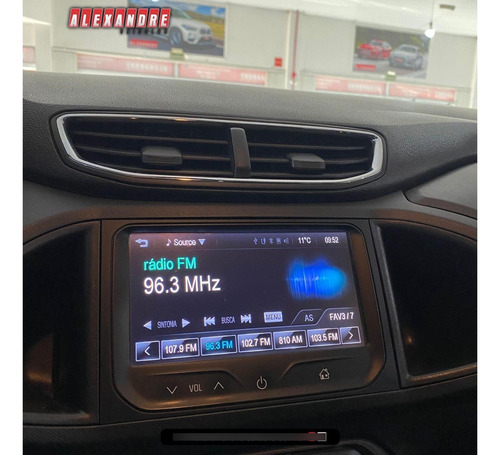 ALEXANDRE
VEÍCULOS
Source
11°C
09:52
rádio FM
96.3 MHz
SINTONIA
BUSCA
MENU
AS
FAV3 / 7
107.9 FM
96.3 FM
102.7 FM
810 AM
103.5 FM
VOL